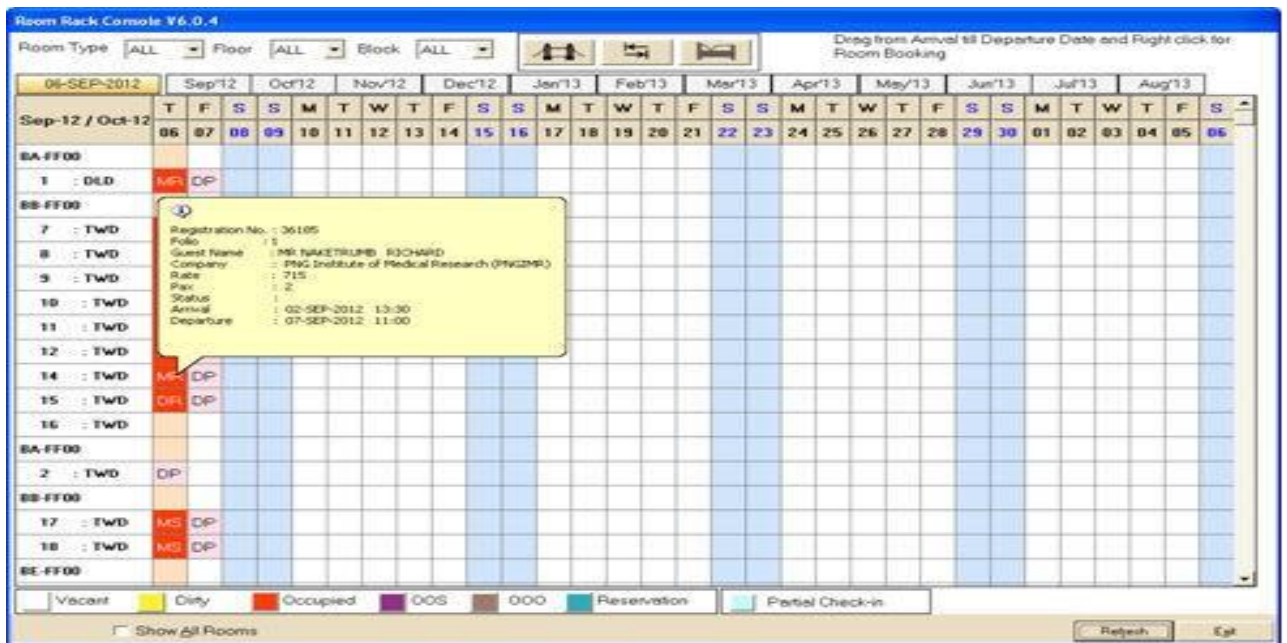 Room Rack Console V6.0.4
Room Type ALL Floor ALL Block ALL
Drag from Arrival till Departure Date and Right click for
Room Booking
06-SEP-2012 Sep'12 Oct'12 Nov'12 Dec'12 Jan'13 Feb'13 Mar'13 Apr'13 May'13 Jun'13 Jul'13 Aug'13
Sep-12 / Oct-12
T F S S M T W T F S S M T W T F S S M T W T F S S M T W T F S
06 07 08 09 10 11 12 13 14 15 16 17 18 19 20 21 22 23 24 25 26 27 28 29 30 01 02 03 04 05 06
BA-FF00
1 : DLD MR DP
BB-FF00
7 : TWD
8 : TWD
9 : TWD
10 : TWD
11 : TWD
12 : TWD
Registration No. : 36185
Folio : 1
Guest Name : MR NAKETRUMB RICHARD
Company : PNG Institute of Medical Research (PNGIMR)
Rate : 715
Pax : 2
Status :
Arrival : 02-SEP-2012 13:30
Departure : 07-SEP-2012 11:00
14 : TWD MR DP
15 : TWD DR DP
16 : TWD
BA-FF00
2 : TWD DP
BB-FF00
17 : TWD MS DP
18 : TWD MS DP
BE-FF00
Vacant Dirty Occupied OOS OOO Reservation Partial Check-in
Show All Rooms Refresh Exit